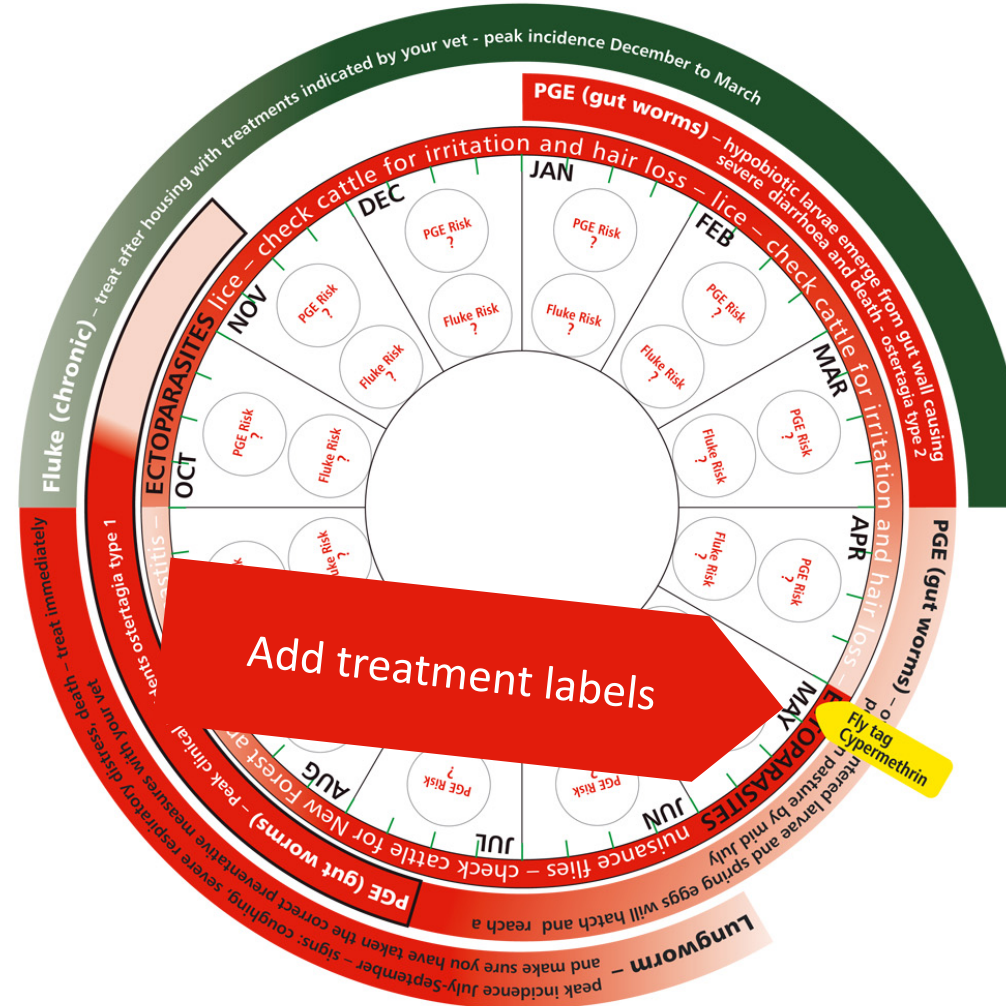 Fluke (chronic) – treat after housing with treatments indicated by your vet - peak incidence December to March
PGE (gut worms) – hypobiotic larvae emerge from gut wall causing
severe diarrhoea and death- ostertagia type 2
ECTOPARASITES lice – check cattle for irritation and hair loss – lice – check cattle for irritation and hair loss –
JAN
PGE Risk
?
Fluke Risk
?
FEB
PGE Risk
?
Fluke Risk
?
MAR
PGE Risk
?
Fluke Risk
?
APR
PGE Risk
?
Fluke Risk
?
MAY
JUN
PGE Risk
?
JUL
PGE Risk
?
AUG
OCT
PGE Risk
?
Fluke Risk
?
NOV
PGE Risk
?
Fluke Risk
?
DEC
PGE Risk
?
Fluke Risk
?
Risk
?
Add treatment labels
Fly tag
Cypermethrin
nuisance flies – check cattle for New Forest
PGE (gut worms) –
larvae and spring eggs will hatch and reach a
pasture by mid July
PGE (gut worms) – Peak clinical
ostertagia type 1
Lungworm –
peak incidence July-September – signs: coughing, severe respiratory distress, death – treat immediately
and make sure you have taken the correct preventative measures with your vet